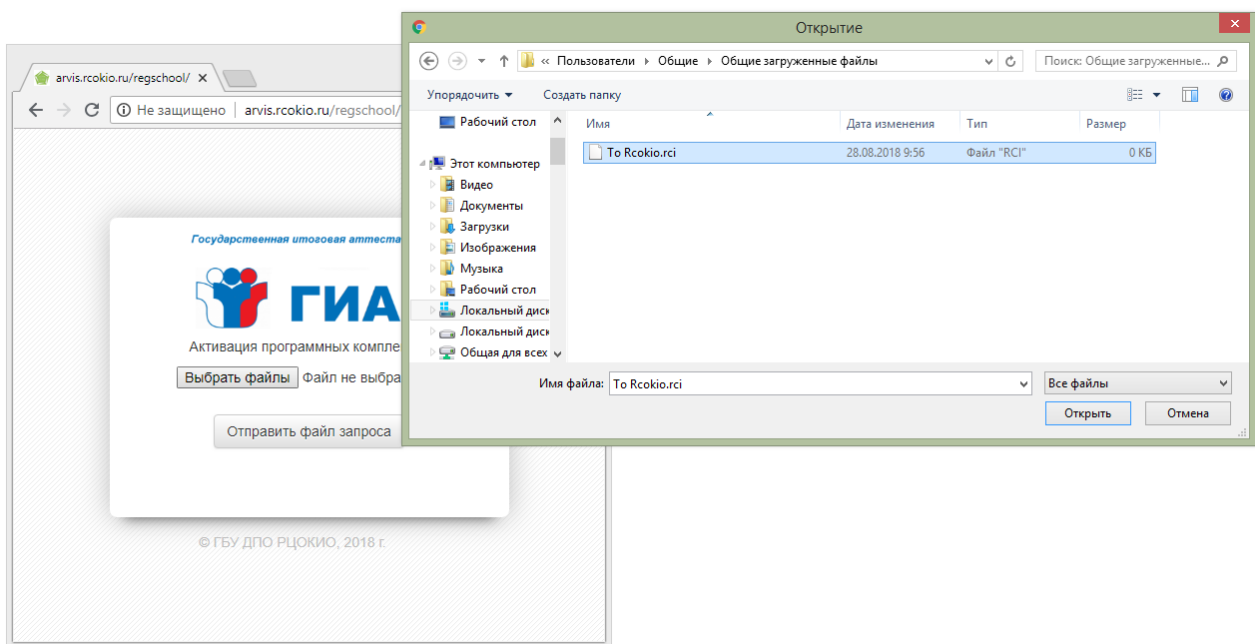 arvis.rcokio.ru/regschool/
Не защищено | arvis.rcokio.ru/regschool/
Государственная итоговая аттеста
ГИА
Активация программных компле
Выбрать файлы Файл не выбра
Отправить файл запроса
© ГБУ ДПО РЦОКИО, 2018 г.
Открытие
« Пользователи Общие Общие загруженные файлы
Поиск: Общие загруженные...
Упорядочить Создать папку
Рабочий стол
Этот компьютер
Видео
Документы
Загрузки
Изображения
Музыка
Рабочий стол
Локальный диск
Локальный диск
Общая для всех
Имя Дата изменения Тип Размер
To Rcokio.rci 28.08.2018 9:56 Файл "RCI" 0 КБ
Имя файла: To Rcokio.rci Все файлы
Открыть Отмена